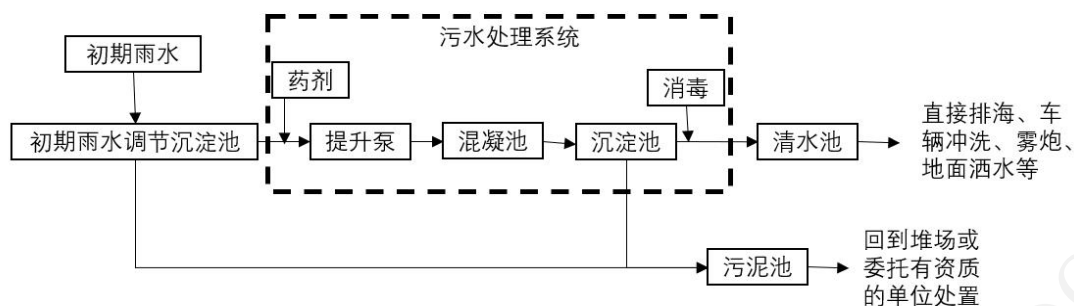 污水处理系统
初期雨水
药剂
消毒
初期雨水调节沉淀池
提升泵
混凝池
沉淀池
清水池
直接排海、车
辆冲洗、雾炮、
地面洒水等
污泥池
回到堆场或
委托有资质
的单位处置